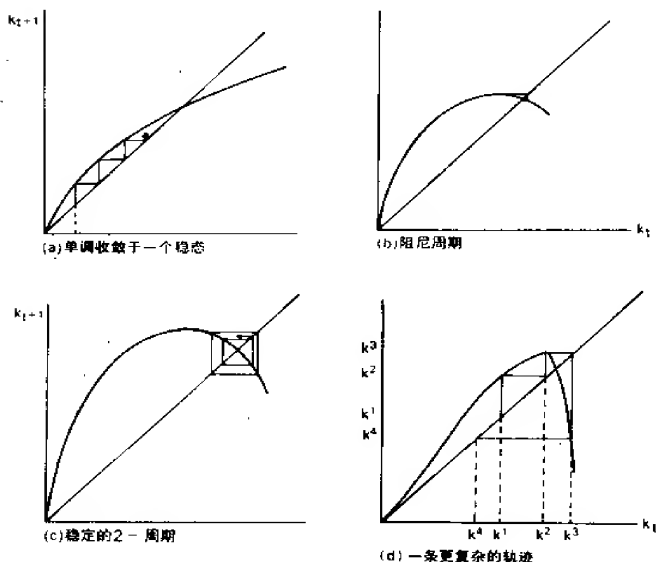 k_{t+1}
(a)单调收敛于一个稳态
k_t
(b)阻尼周期
k_{t+1}
(c)稳定的2－周期
k³
k²
k¹
k⁴
k⁴ k¹ k² k³
k_t
(d)一条更复杂的轨迹